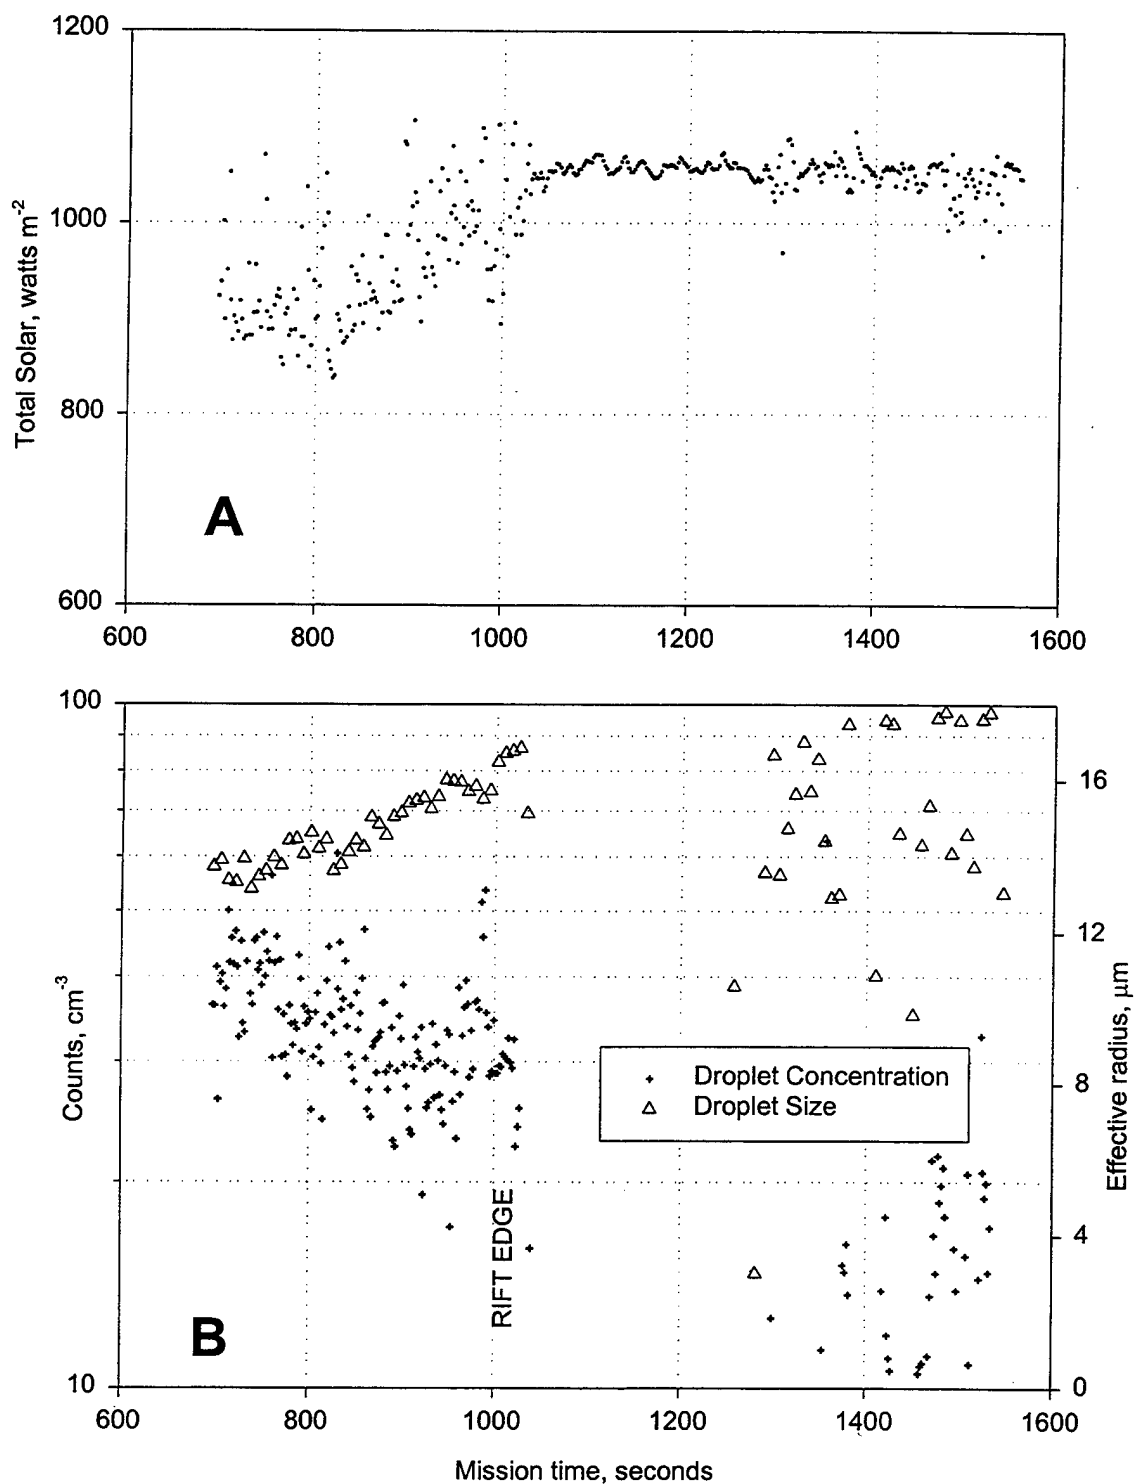 1200
1000
800
600
Total Solar, watts m-2
A
600 800 1000 1200 1400 1600
100
10
Counts, cm-3
16
12
8
4
0
Effective radius, μm
Droplet Concentration
Droplet Size
RIFT EDGE
B
600 800 1000 1200 1400 1600
Mission time, seconds